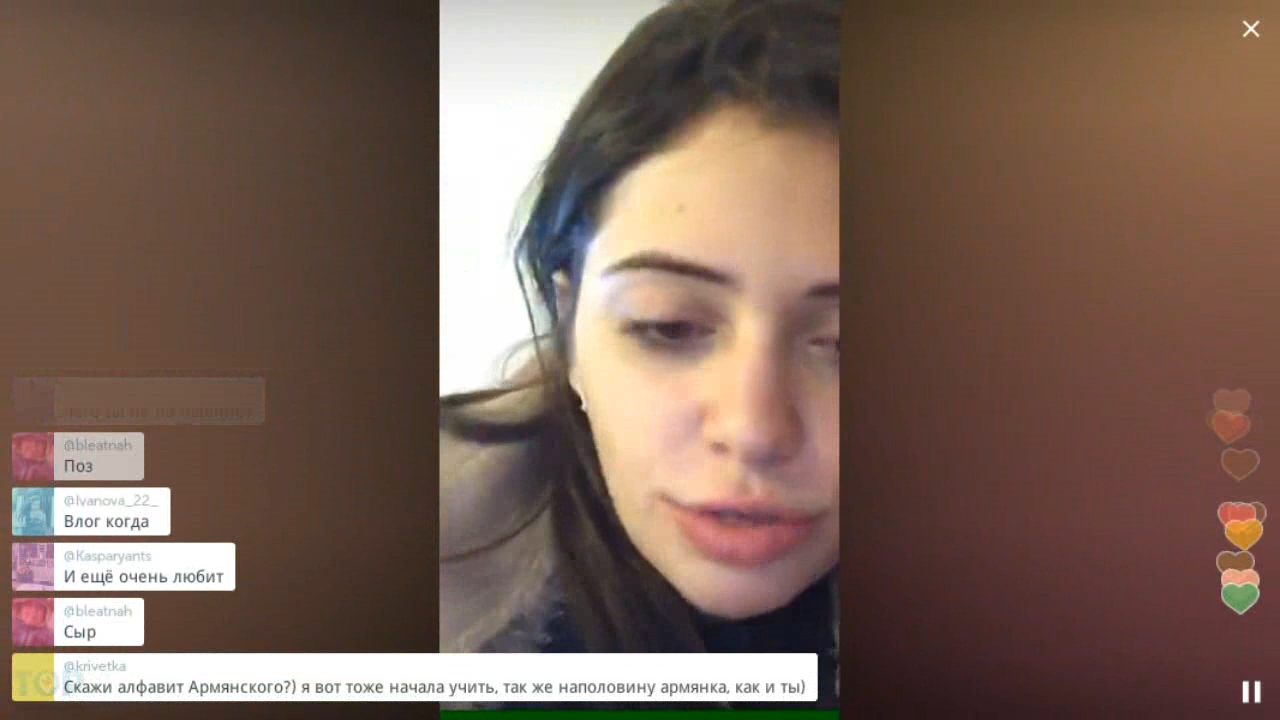 @bleatnah
Поз
@Ivanova_22_
Влог когда
@Kasparyants
И ещё очень любит
@bleatnah
Сыр
@krivetka
Скажи алфавит Армянского?) я вот тоже начала учить, так же наполовину армянка, как и ты)